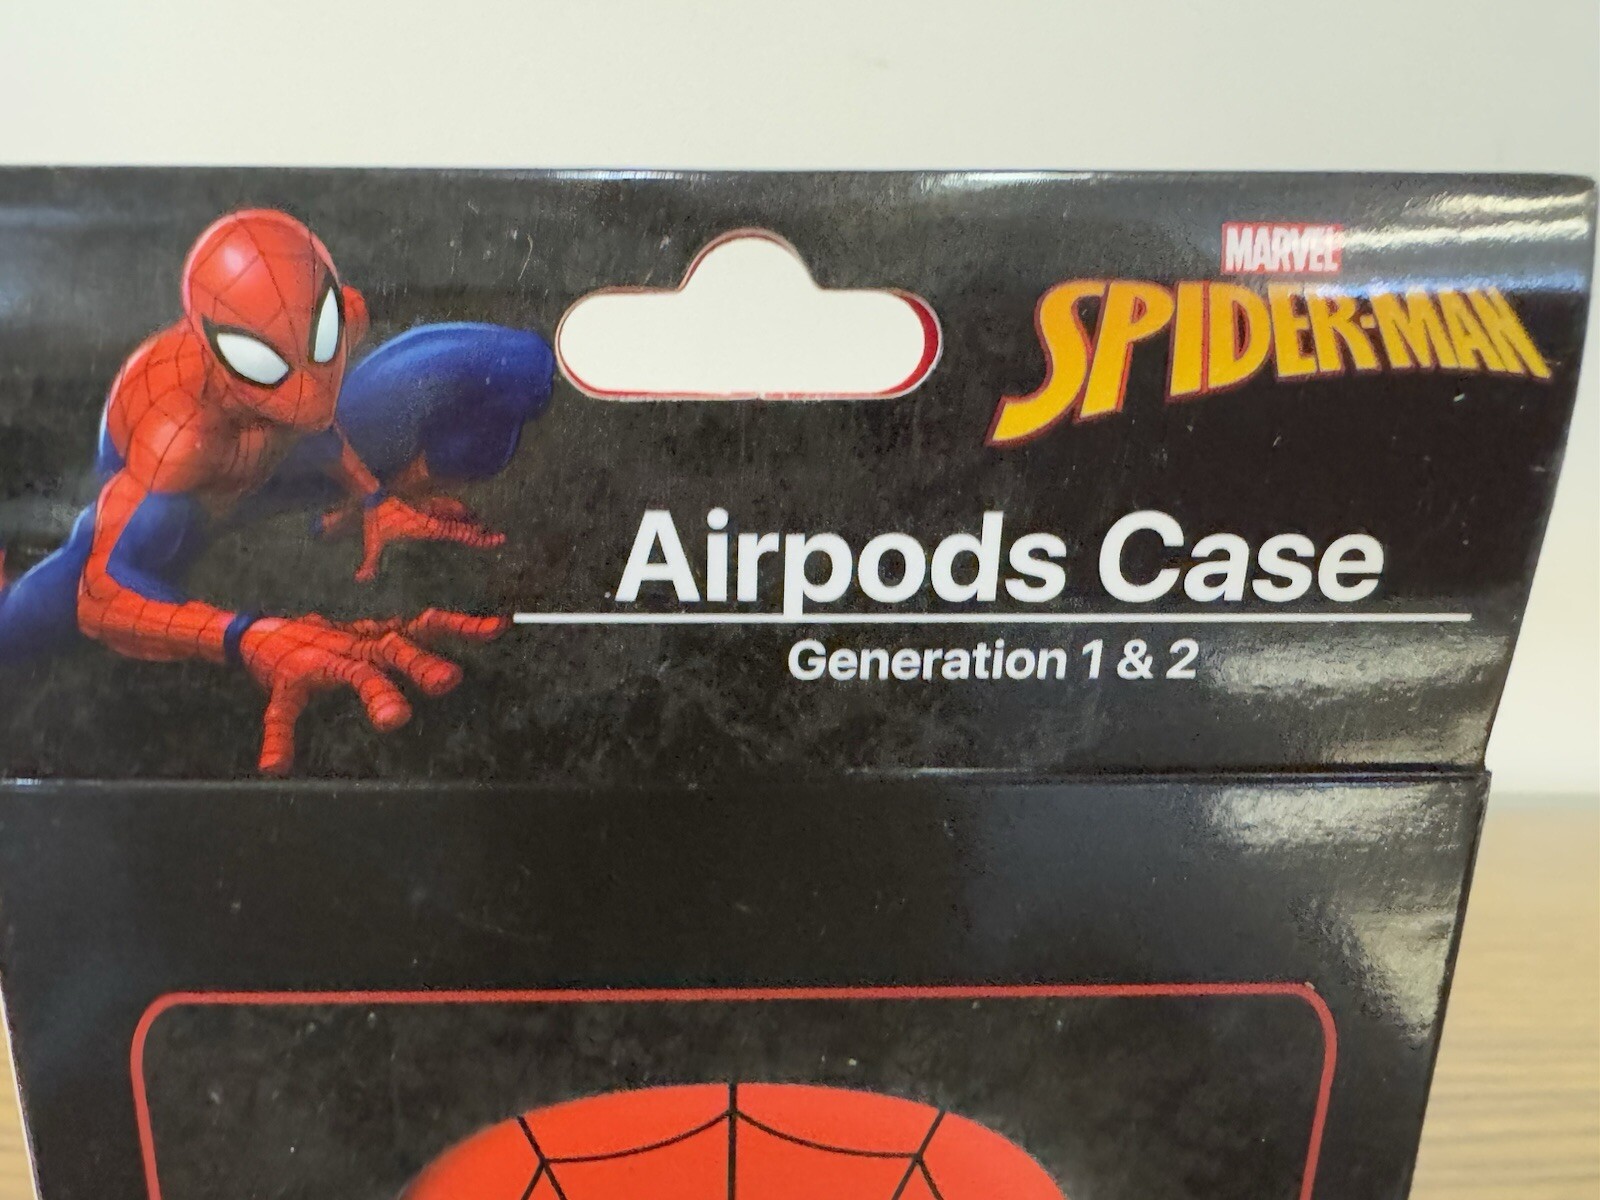 MARVEL
SPIDER-MAN
Airpods Case
Generation 1 & 2